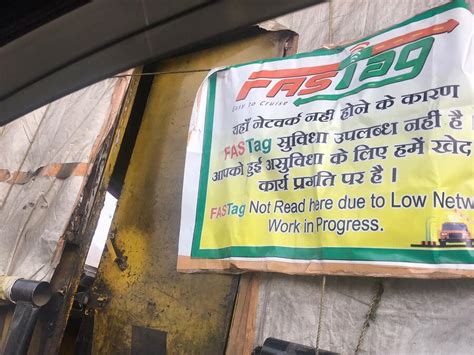 FASTag
Easy to Cruise
यहाँ नेटवर्क नही होने के कारण
FASTag सुविधा उपलब्ध नही है।
आपको हुई असुविधा के लिए हमें खेद
कार्य प्रगति पर है।
FASTag Not Read here due to Low Netw
Work in Progress.